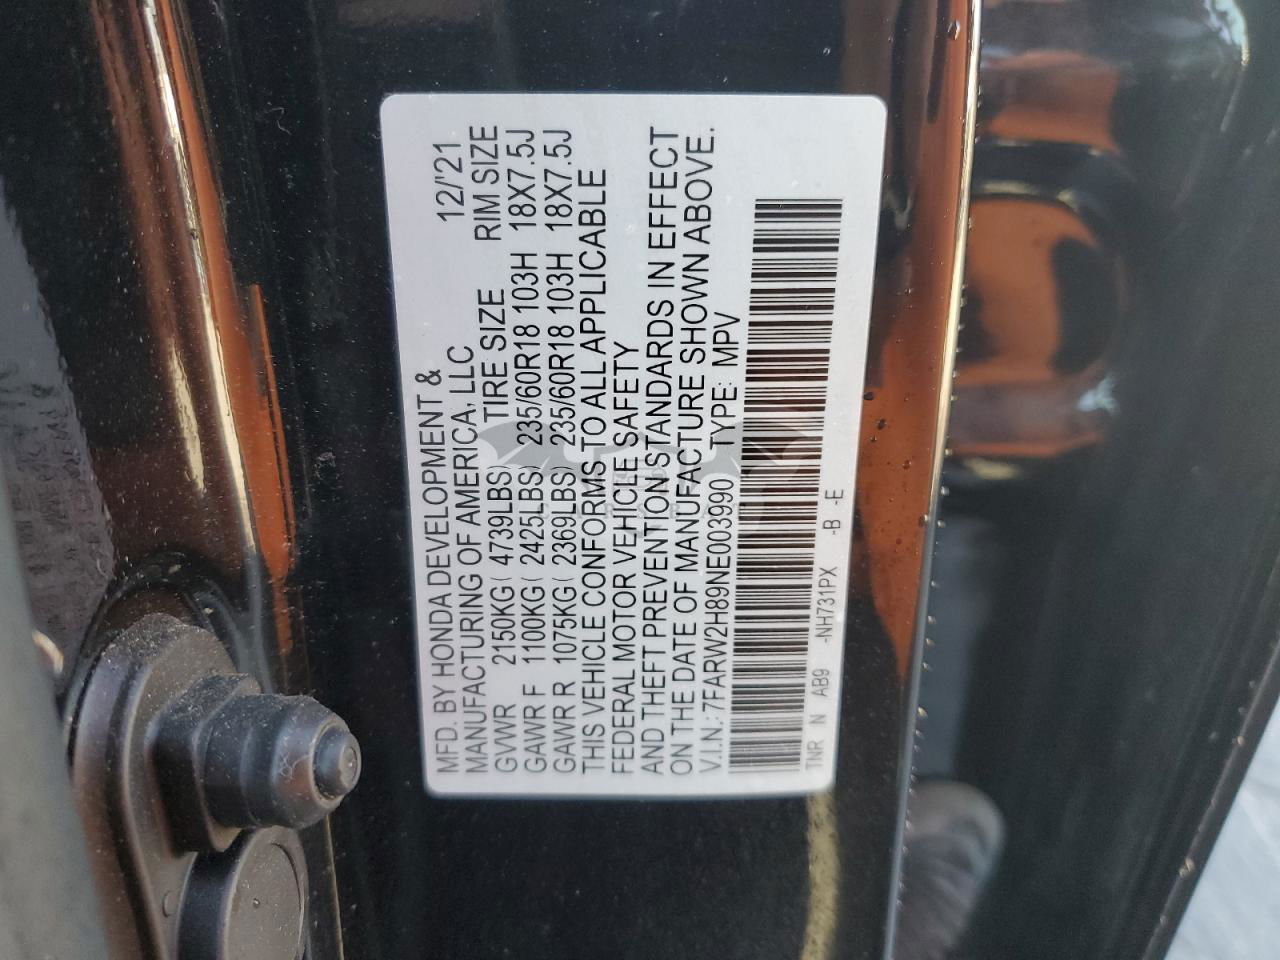 MFD. BY HONDA DEVELOPMENT & 12/'21
MANUFACTURING OF AMERICA, LLC RIM SIZE
GVWR 2150KG( 4739LBS) TIRE SIZE
GAWR F 1100KG( 2425LBS) 235/60R18 103H 18X7.5J
GAWR R 1075KG( 2369LBS) 235/60R18 103H 18X7.5J
THIS VEHICLE CONFORMS TO ALL APPLICABLE
FEDERAL MOTOR VEHICLE SAFETY
AND THEFT PREVENTION STANDARDS IN EFFECT
ON THE DATE OF MANUFACTURE SHOWN ABOVE.
V.I.N.: 7FARW2H89NE003990 TYPE: MPV
TNR N AB9 -NH731PX -B -E